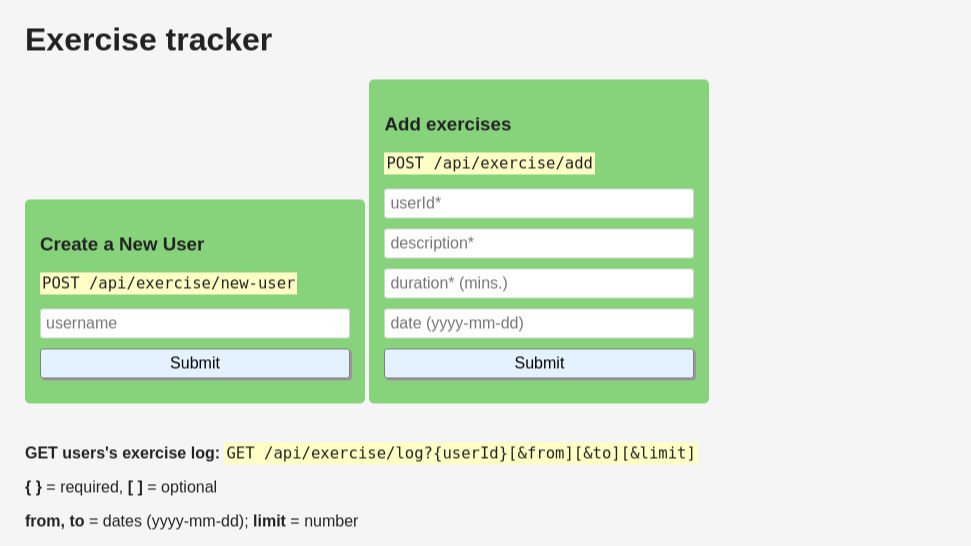 Exercise tracker
Create a New User
POST /api/exercise/new-user
username
Submit
Add exercises
POST /api/exercise/add
userId*
description*
duration* (mins.)
date (yyyy-mm-dd)
Submit
GET users's exercise log: GET /api/exercise/log?{userId}[&from][&to][&limit]
{ } = required, [ ] = optional
from, to = dates (yyyy-mm-dd); limit = number